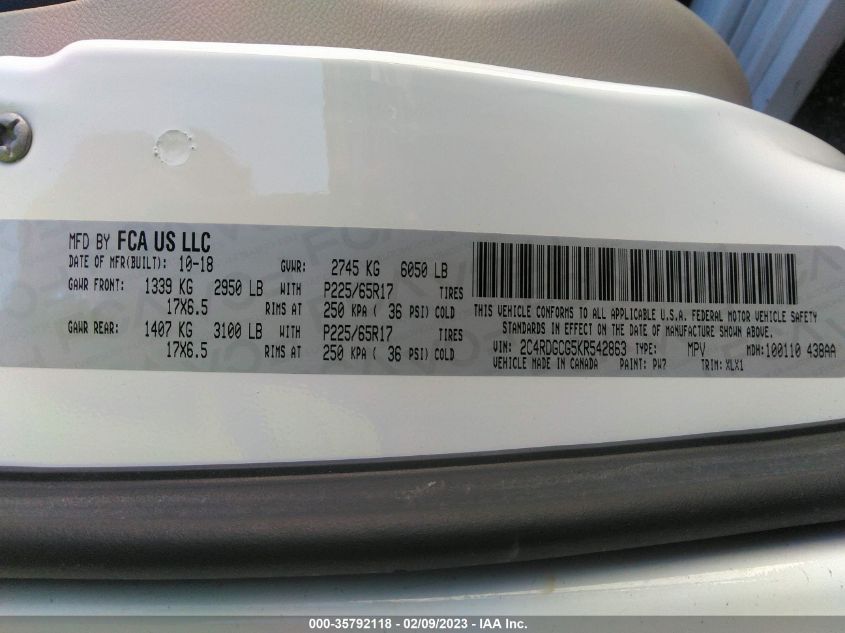 MFD BY FCA US LLC
DATE OF MFR(BUILT): 10-18 GVWR: 2745 KG 6050 LB
GAWR FRONT: 1339 KG 2950 LB WITH P225/65R17 TIRES
17X6.5 RIMS AT 250 KPA ( 36 PSI) COLD
GAWR REAR: 1407 KG 3100 LB WITH P225/65R17 TIRES
17X6.5 RIMS AT 250 KPA ( 36 PSI) COLD
THIS VEHICLE CONFORMS TO ALL APPLICABLE U.S.A. FEDERAL MOTOR VEHICLE SAFETY
STANDARDS IN EFFECT ON THE DATE OF MANUFACTURE SHOWN ABOVE.
VIN: 2C4RDGCG5KR542863 TYPE: MPV MDH:100110 438AA
VEHICLE MADE IN CANADA PAINT: PW7 TRIM: XLX1
000-35792118 - 02/09/2023 - IAA Inc.